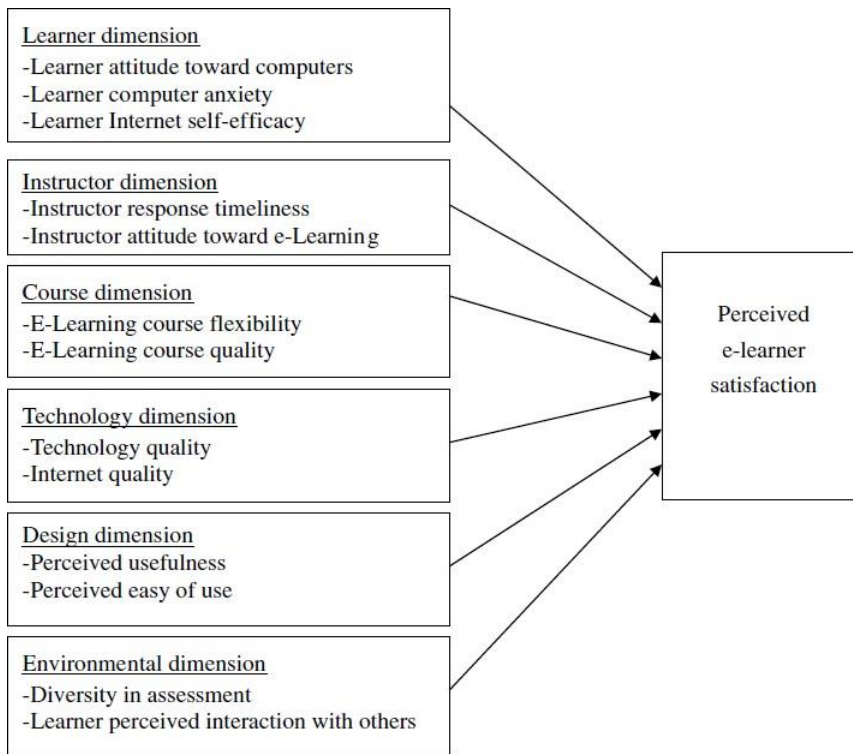 Learner dimension
-Learner attitude toward computers
-Learner computer anxiety
-Learner Internet self-efficacy
Instructor dimension
-Instructor response timeliness
-Instructor attitude toward e-Learning
Course dimension
-E-Learning course flexibility
-E-Learning course quality
Technology dimension
-Technology quality
-Internet quality
Design dimension
-Perceived usefulness
-Perceived easy of use
Environmental dimension
-Diversity in assessment
-Learner perceived interaction with others
Perceived
e-learner
satisfaction